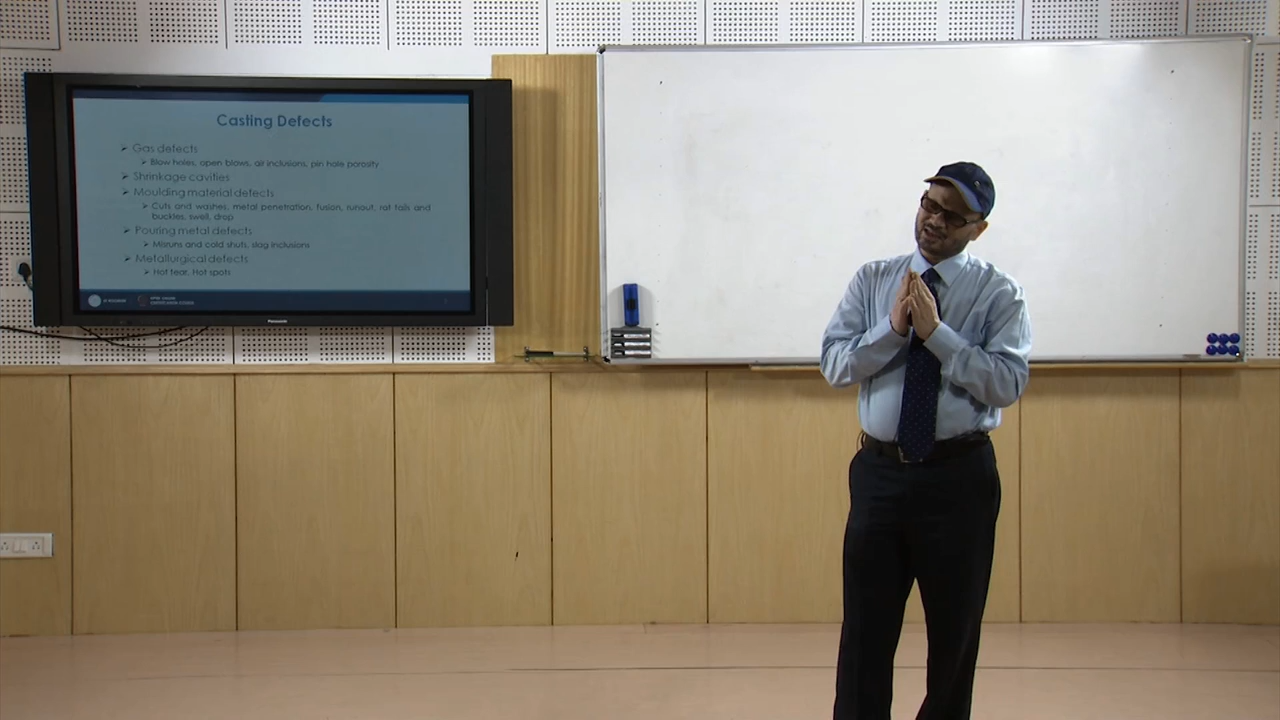 Casting Defects
➢ Gas defects
➢ Blow holes, open blows, air inclusions, pin hole porosity
➢ Shrinkage cavities
➢ Moulding material defects
➢ Cuts and washes, metal penetration, fusion, runout, rat tails and
buckles, swell, drop
➢ Pouring metal defects
➢ Misruns and cold shuts, slag inclusions
➢ Metallurgical defects
➢ Hot tear, Hot spots
Panasonic